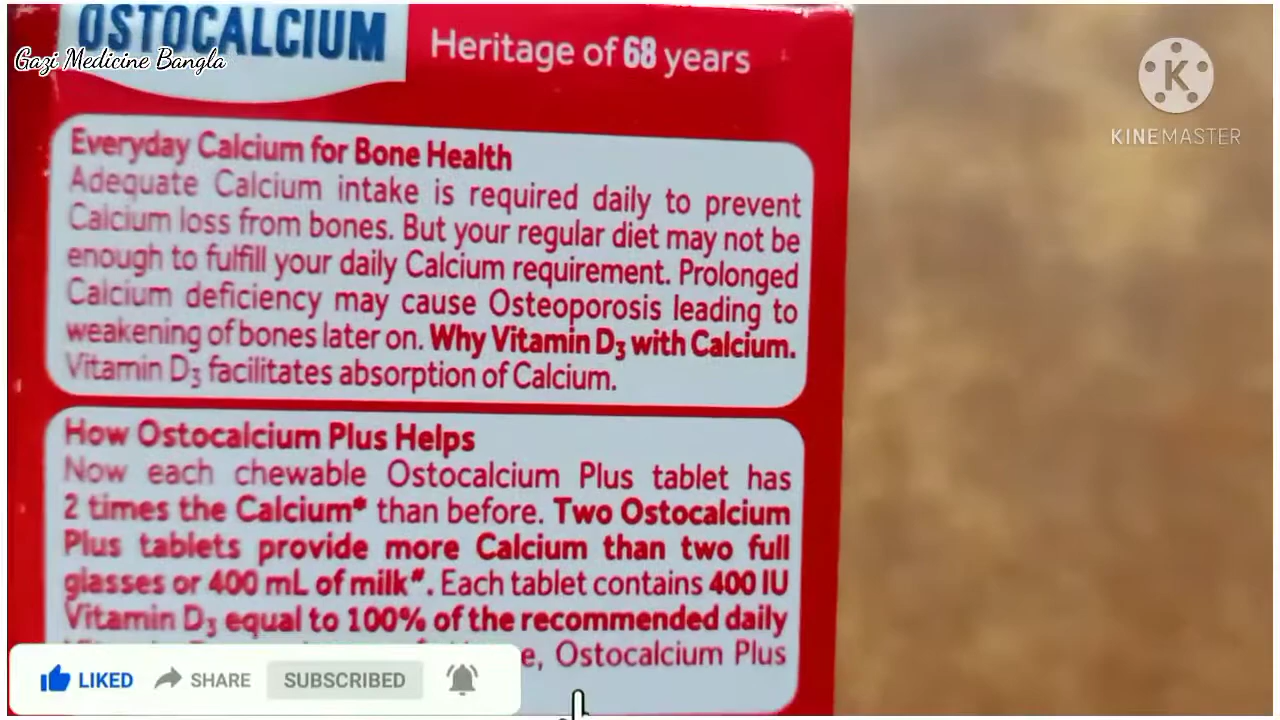 OSTOCALCIUM
Heritage of 68 years
Gazi Medicine Bangla
K
KINEMASTER
Everyday Calcium for Bone Health
Adequate Calcium intake is required daily to prevent
Calcium loss from bones. But your regular diet may not be
enough to fulfill your daily Calcium requirement. Prolonged
Calcium deficiency may cause Osteoporosis leading to
weakening of bones later on. Why Vitamin D3 with Calcium.
Vitamin D3 facilitates absorption of Calcium.
How Ostocalcium Plus Helps
Now each chewable Ostocalcium Plus tablet has
2 times the Calcium* than before. Two Ostocalcium
Plus tablets provide more Calcium than two full
glasses or 400 mL of milk#. Each tablet contains 400 IU
Vitamin D3 equal to 100% of the recommended daily
Ostocalcium Plus
LIKED SHARE SUBSCRIBED